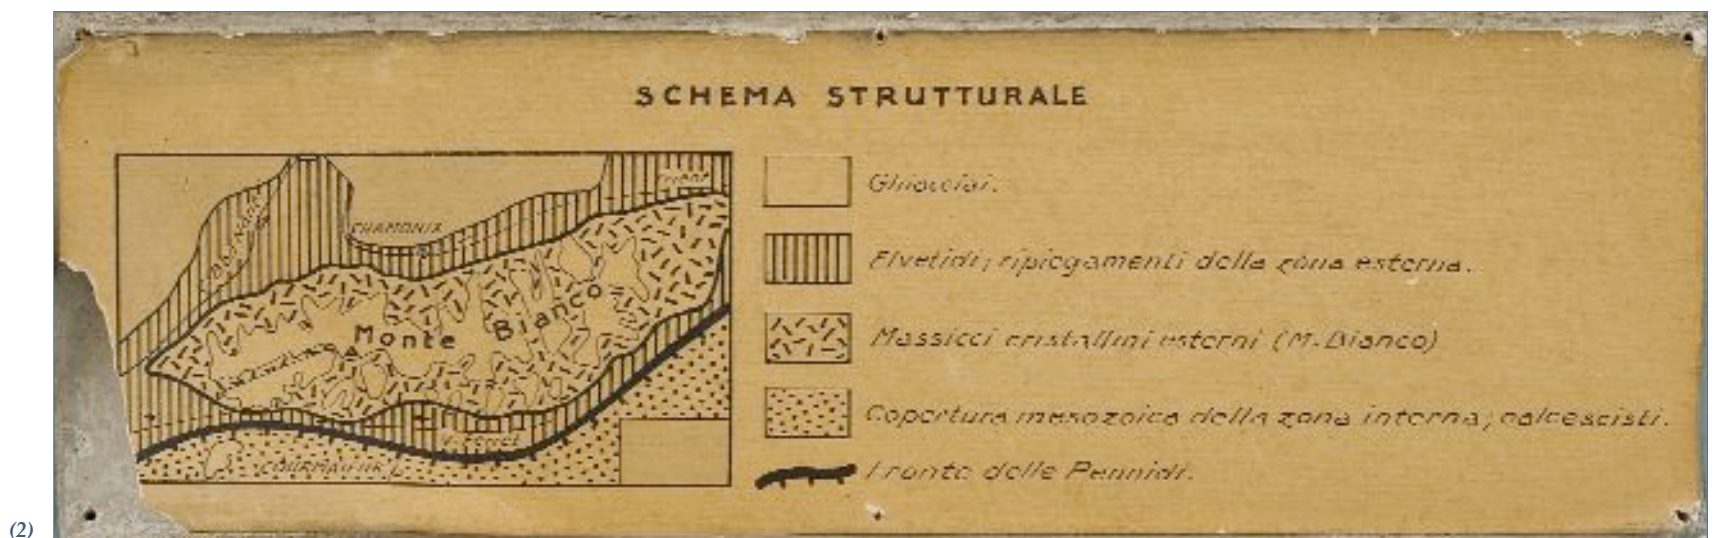 SCHEMA STRUTTURALE
Ghiacciai.
Elvetidi; ripiegamenti della zona esterna.
Massicci cristallini esterni (M. Bianco)
Copertura mesozoica della zona interna; calcescisti.
Fronte delle Pennidi.
CHAMONIX
Monte Bianco
V. Ferret
COURMAYEUR
(2)